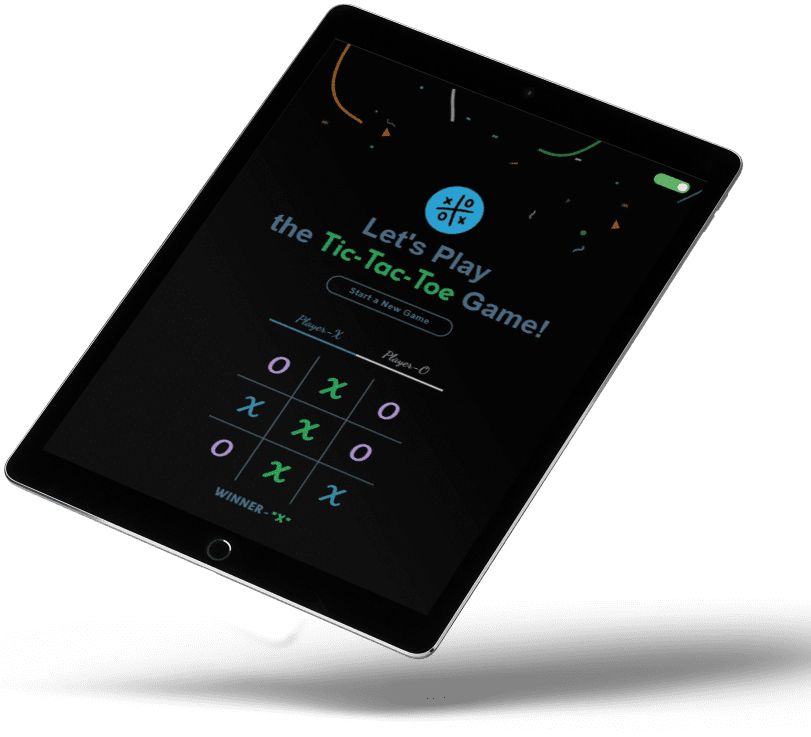 Let's Play
the Tic-Tac-Toe Game!
Start a New Game
Player-X
Player-O
O X O
X X O
O X X
WINNER-"X"